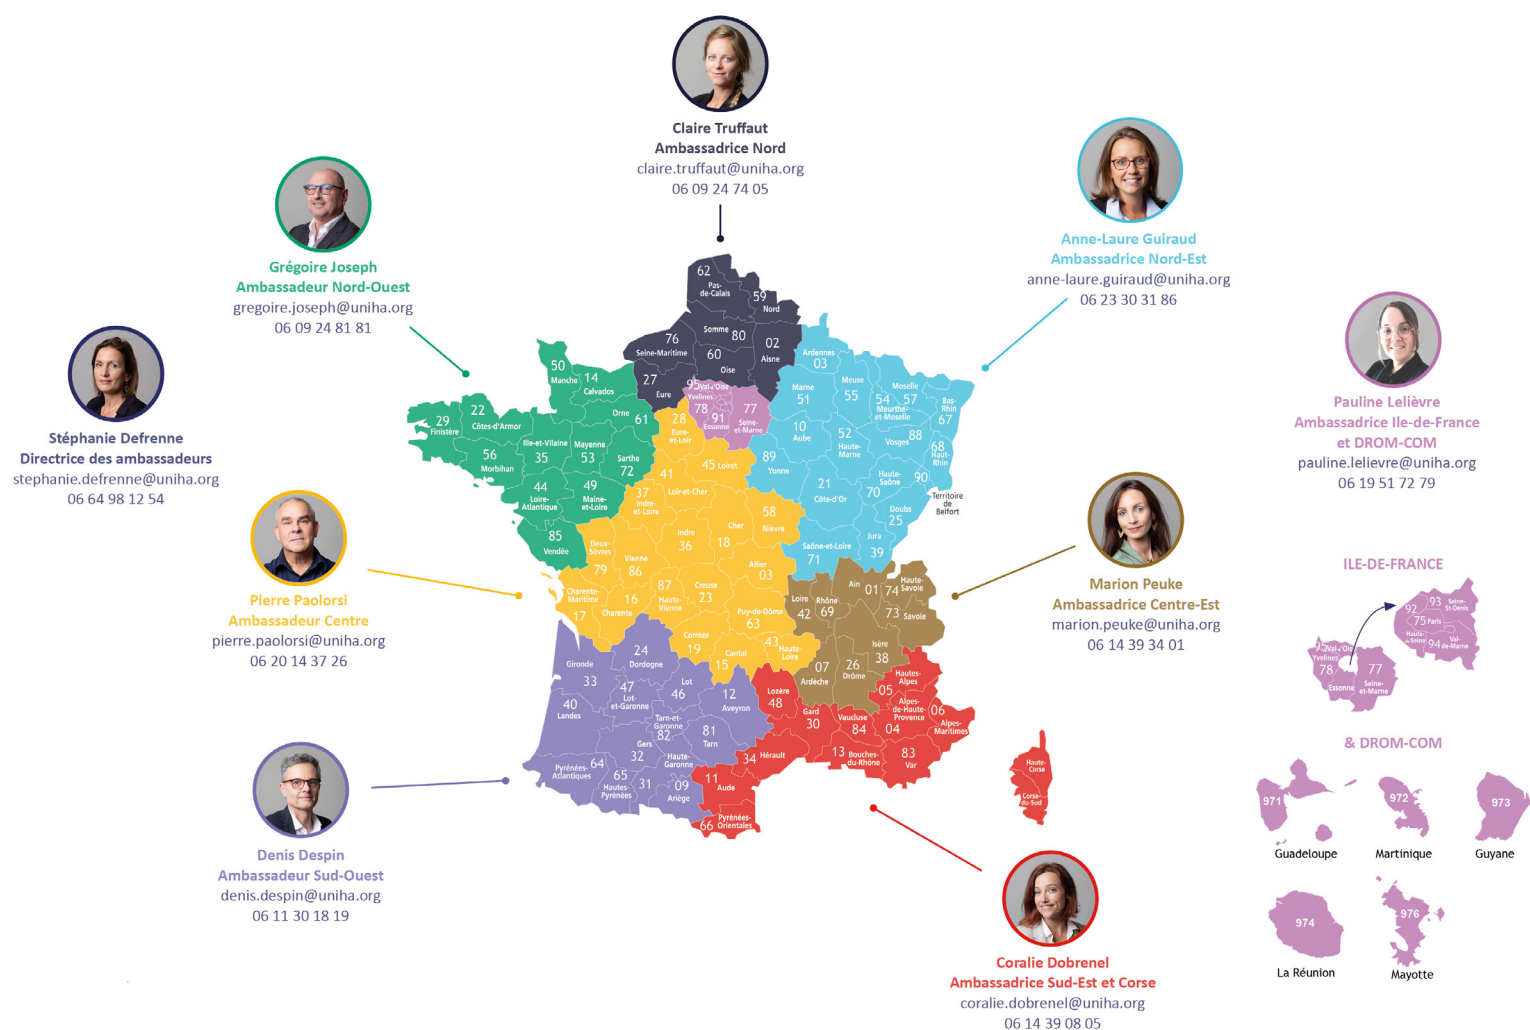 Claire Truffaut
Ambassadrice Nord
claire.truffaut@uniha.org
06 09 24 74 05
Grégoire Joseph
Ambassadeur Nord-Ouest
gregoire.joseph@uniha.org
06 09 24 81 81
Anne-Laure Guiraud
Ambassadrice Nord-Est
anne-laure.guiraud@uniha.org
06 23 30 31 86
Stéphanie Defrenne
Directrice des ambassadeurs
stephanie.defrenne@uniha.org
06 64 98 12 54
Pauline Lelièvre
Ambassadrice Ile-de-France
et DROM-COM
pauline.lelievre@uniha.org
06 19 51 72 79
Pierre Paolorsi
Ambassadeur Centre
pierre.paolorsi@uniha.org
06 20 14 37 26
Marion Peuke
Ambassadrice Centre-Est
marion.peuke@uniha.org
06 14 39 34 01
Denis Despin
Ambassadeur Sud-Ouest
denis.despin@uniha.org
06 11 30 18 19
Coralie Dobrenel
Ambassadrice Sud-Est et Corse
coralie.dobrenel@uniha.org
06 14 39 08 05
62
Pas-
de-Calais
59
Nord
Somme 80
76
Seine-Maritime
60
Oise
02
Aisne
27
Eure
50
Manche
14
Calvados
Orne 61
29
Finistère
22
Côtes-d'Armor
56
Morbihan
Ille-et-Vilaine
35
Mayenne
53
Sarthe
72
44
Loire-
Atlantique
49
Maine-
et-Loire
85
Vendée
95 Val-d'Oise
Yvelines
78
91
Essonne
77
Seine-
et-Marne
Ardennes
03
Marne
51
Meuse
55
Moselle
57
54
Meurthe-
et-Moselle
Bas-
Rhin
67
10
Aube
52
Haute-
Marne
Vosges 88
68
Haut-
Rhin
89
Yonne
21
Côte-d'Or
Haute-
Saône
70
90
Territoire
de
Belfort
Doubs
25
Jura
39
Saône-et-Loire
71
28
Eure-
et-Loir
45 Loiret
41
Loir-et-Cher
37
Indre-
et-Loire
Indre
36
Cher
18
58
Nièvre
Deux-
Sèvres
79
Vienne
86
Allier
03
Charente-
Maritime
17
16
Charente
87
Haute-
Vienne
Creuse
23
Puy-de-Dôme
63
Corrèze
19
Cantal
15
43
Haute-
Loire
Loire
42
Rhône
69
Ain 01
74
Haute-
Savoie
73
Savoie
Isère
38
07
Ardèche
26
Drôme
Gironde
33
24
Dordogne
40
Landes
47
Lot-
et-Garonne
Lot
46
12
Aveyron
Tarn-et-
Garonne
82
81
Tarn
Gers
32
Haute-
Garonne
31
Pyrénées-
Atlantiques
64
65
Hautes-
Pyrénées
09
Ariège
Lozère
48
Gard
30
Vaucluse
84
Hautes-
Alpes
05
Alpes-
de-Haute-
Provence
04
06
Alpes-
Maritimes
13 Bouches-
du-Rhône
83
Var
34 Hérault
11
Aude
66 Pyrénées-
Orientales
Haute-
Corse
Corse-
du-Sud
ILE-DE-FRANCE
92
93 Seine-
St-Denis
75 Paris
Hauts-
Seine
94 Val-
de-Marne
95 Val-d'Oise
Yvelines
78
Essonne
77
Seine-
et-Marne
& DROM-COM
971
Guadeloupe
972
Martinique
973
Guyane
974
La Réunion
976
Mayotte